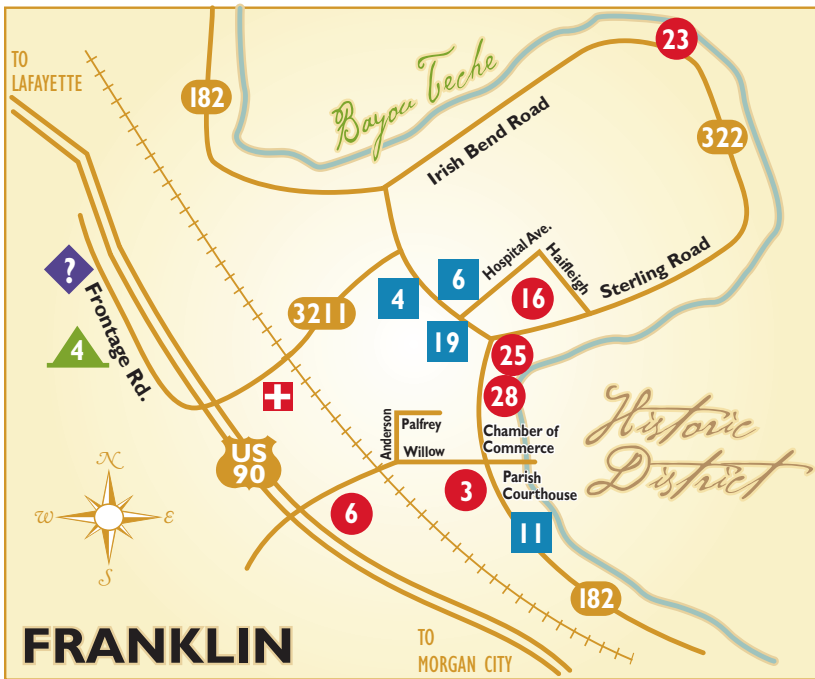 TO
LAFAYETTE
182
Bayou Teche
23
Irish Bend Road
322
?
Frontage Rd.
4
3211
4
6
Hospital Ave.
Haifleigh
16
Sterling Road
19
25
28
Historic
District
Anderson
Palfrey
Willow
Chamber of
Commerce
US
90
N
W
E
S
6
3
Parish
Courthouse
11
182
FRANKLIN
TO
MORGAN CITY